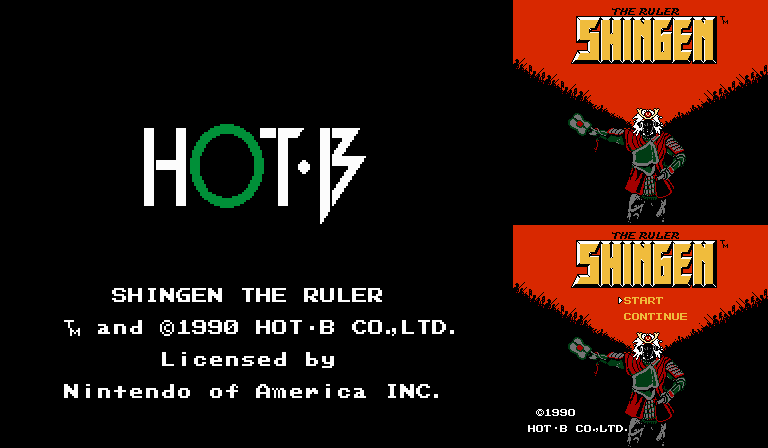 HOT·B
SHINGEN THE RULER
TM and ©1990 HOT·B CO.,LTD.
Licensed by
Nintendo of America INC.
THE RULER
SHINGEN TM
THE RULER
SHINGEN TM
START
CONTINUE
©1990
HOT·B CO.,LTD.